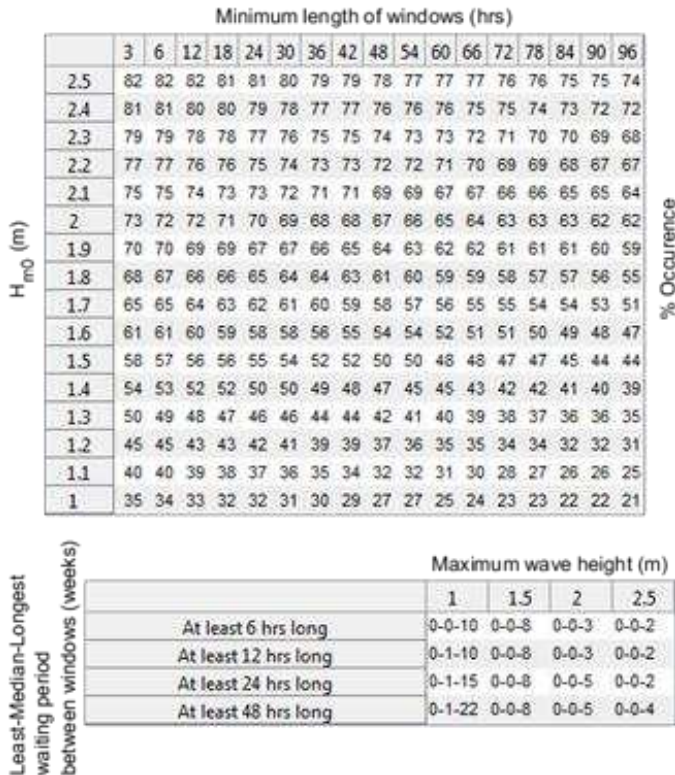 Minimum length of windows (hrs)
3 6 12 18 24 30 36 42 48 54 60 66 72 78 84 90 96
2.5 82 82 82 81 81 80 79 79 78 77 77 77 76 76 75 75 74
2.4 81 81 80 80 79 78 77 77 76 76 76 75 75 74 73 72 72
2.3 79 79 78 78 77 76 75 75 74 73 73 72 71 70 70 69 68
2.2 77 77 76 76 75 74 73 73 72 72 71 70 69 69 68 67 67
2.1 75 75 74 73 73 72 71 71 69 69 67 67 66 66 65 65 64
2 73 72 72 71 70 69 68 68 67 66 65 64 63 63 63 62 62
1.9 70 70 69 69 67 67 66 65 64 63 62 62 61 61 61 60 59
1.8 68 67 66 66 65 64 64 63 61 60 59 59 58 57 57 56 55
1.7 65 65 64 63 62 61 60 59 58 57 56 55 55 54 54 53 51
1.6 61 61 60 59 58 58 56 55 54 54 52 51 51 50 49 48 47
1.5 58 57 56 56 55 54 52 52 50 50 48 48 47 47 45 44 44
1.4 54 53 52 52 50 50 49 48 47 45 45 43 42 42 41 40 39
1.3 50 49 48 47 46 46 44 44 42 41 40 39 38 37 36 36 35
1.2 45 45 43 43 42 41 39 39 37 36 35 35 34 34 32 32 31
1.1 40 40 39 38 37 36 35 34 32 32 31 30 28 27 26 26 25
1 35 34 33 32 32 31 30 29 27 27 25 24 23 23 22 22 21
Hm0 (m)
% Occurence
Maximum wave height (m)
1 1.5 2 2.5
At least 6 hrs long 0-0-10 0-0-8 0-0-3 0-0-2
At least 12 hrs long 0-1-10 0-0-8 0-0-3 0-0-2
At least 24 hrs long 0-1-15 0-0-8 0-0-5 0-0-2
At least 48 hrs long 0-1-22 0-0-8 0-0-5 0-0-4
Least-Median-Longest
waiting period
between windows (weeks)